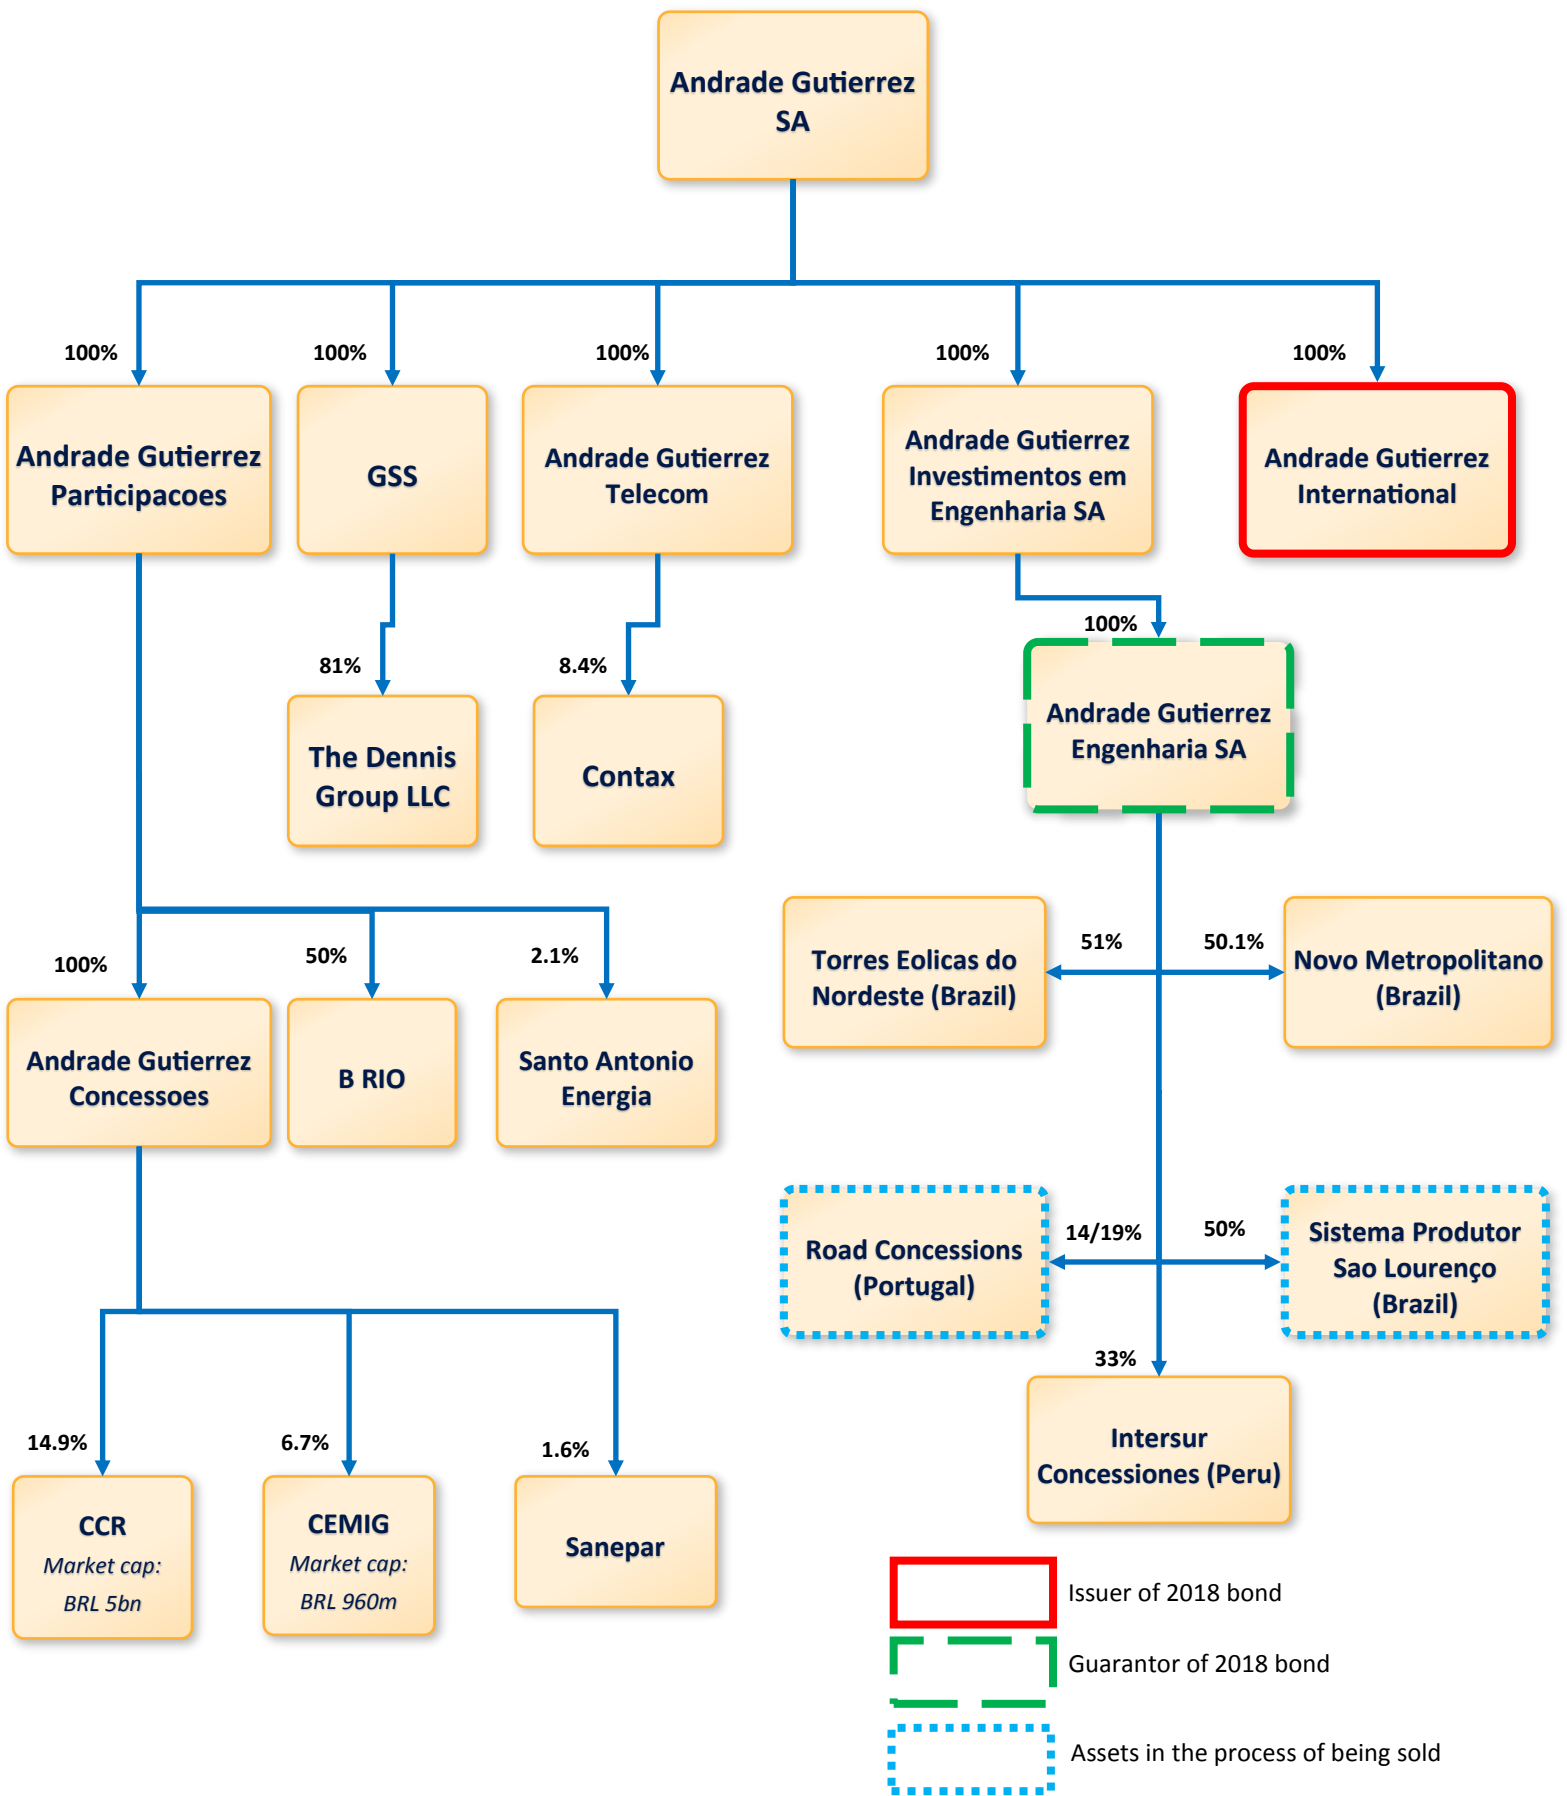 Andrade Gutierrez
SA
100%
100%
100%
100%
100%
Andrade Gutierrez
Participacoes
GSS
Andrade Gutierrez
Telecom
Andrade Gutierrez
Investimentos em
Engenharia SA
Andrade Gutierrez
International
81%
8.4%
100%
The Dennis
Group LLC
Contax
Andrade Gutierrez
Engenharia SA
100%
50%
2.1%
51%
50.1%
Andrade Gutierrez
Concessoes
B RIO
Santo Antonio
Energia
Torres Eolicas do
Nordeste (Brazil)
Novo Metropolitano
(Brazil)
14/19%
50%
Road Concessions
(Portugal)
Sistema Produtor
Sao Lourenço
(Brazil)
33%
Intersur
Concessiones (Peru)
14.9%
6.7%
1.6%
CCR
Market cap:
BRL 5bn
CEMIG
Market cap:
BRL 960m
Sanepar
Issuer of 2018 bond
Guarantor of 2018 bond
Assets in the process of being sold